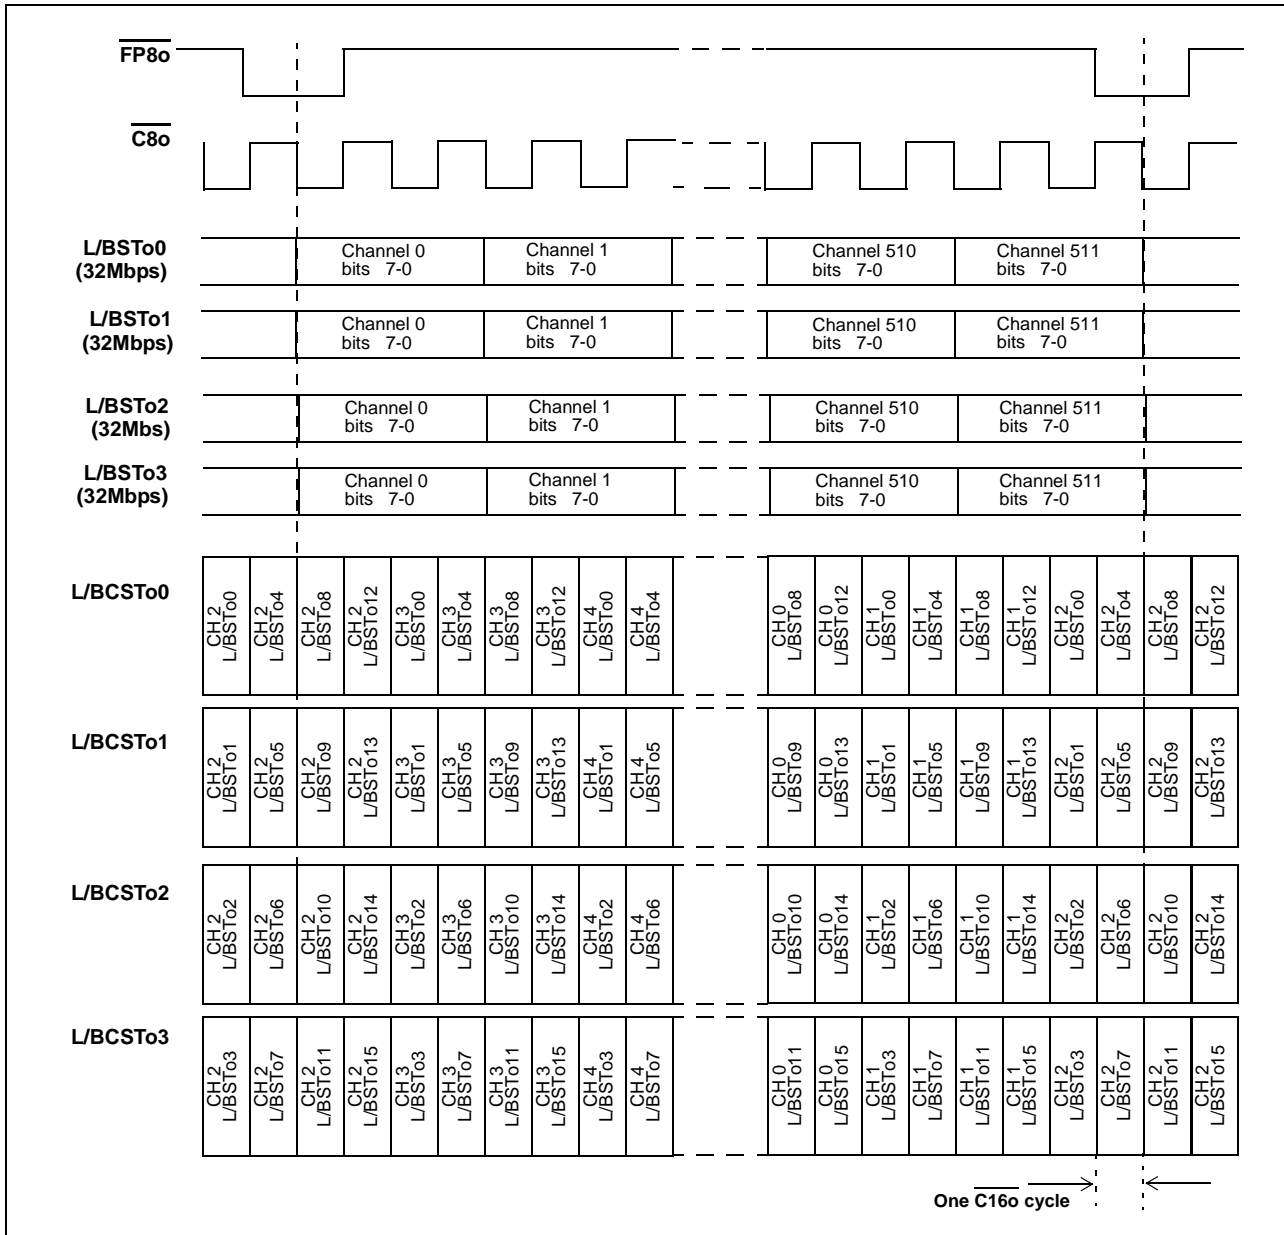 FP8o
C8o
L/BSTo0
(32Mbps)
Channel 0
bits 7-0
Channel 1
bits 7-0
Channel 510
bits 7-0
Channel 511
bits 7-0
L/BSTo1
(32Mbps)
Channel 0
bits 7-0
Channel 1
bits 7-0
Channel 510
bits 7-0
Channel 511
bits 7-0
L/BSTo2
(32Mbs)
Channel 0
bits 7-0
Channel 1
bits 7-0
Channel 510
bits 7-0
Channel 511
bits 7-0
L/BSTo3
(32Mbps)
Channel 0
bits 7-0
Channel 1
bits 7-0
Channel 510
bits 7-0
Channel 511
bits 7-0
L/BCSTo0
CH 2
L/BSTo0
CH 2
L/BSTo4
CH 2
L/BSTo8
CH 2
L/BSTo12
CH 3
L/BSTo0
CH 3
L/BSTo4
CH 3
L/BSTo8
CH 3
L/BSTo12
CH 4
L/BSTo0
CH 4
L/BSTo4
CH 0
L/BSTo8
CH 0
L/BSTo12
CH 1
L/BSTo0
CH 1
L/BSTo4
CH 1
L/BSTo8
CH 1
L/BSTo12
CH 2
L/BSTo0
CH 2
L/BSTo4
CH 2
L/BSTo8
CH 2
L/BSTo12
L/BCSTo1
CH 2
L/BSTo1
CH 2
L/BSTo5
CH 2
L/BSTo9
CH 2
L/BSTo13
CH 3
L/BSTo1
CH 3
L/BSTo5
CH 3
L/BSTo9
CH 3
L/BSTo13
CH 4
L/BSTo1
CH 4
L/BSTo5
CH 0
L/BSTo9
CH 0
L/BSTo13
CH 1
L/BSTo1
CH 1
L/BSTo5
CH 1
L/BSTo9
CH 1
L/BSTo13
CH 2
L/BSTo1
CH 2
L/BSTo5
CH 2
L/BSTo9
CH 2
L/BSTo13
L/BCSTo2
CH 2
L/BSTo2
CH 2
L/BSTo6
CH 2
L/BSTo10
CH 2
L/BSTo14
CH 3
L/BSTo2
CH 3
L/BSTo6
CH 3
L/BSTo10
CH 3
L/BSTo14
CH 4
L/BSTo2
CH 4
L/BSTo6
CH 0
L/BSTo10
CH 0
L/BSTo14
CH 1
L/BSTo2
CH 1
L/BSTo6
CH 1
L/BSTo10
CH 1
L/BSTo14
CH 2
L/BSTo2
CH 2
L/BSTo6
CH 2
L/BSTo10
CH 2
L/BSTo14
L/BCSTo3
CH 2
L/BSTo3
CH 2
L/BSTo7
CH 2
L/BSTo11
CH 2
L/BSTo15
CH 3
L/BSTo3
CH 3
L/BSTo7
CH 3
L/BSTo11
CH 3
L/BSTo15
CH 4
L/BSTo3
CH 4
L/BSTo7
CH 0
L/BSTo11
CH 0
L/BSTo15
CH 1
L/BSTo3
CH 1
L/BSTo7
CH 1
L/BSTo11
CH 1
L/BSTo15
CH 2
L/BSTo3
CH 2
L/BSTo7
CH 2
L/BSTo11
CH 2
L/BSTo15
One C16o cycle